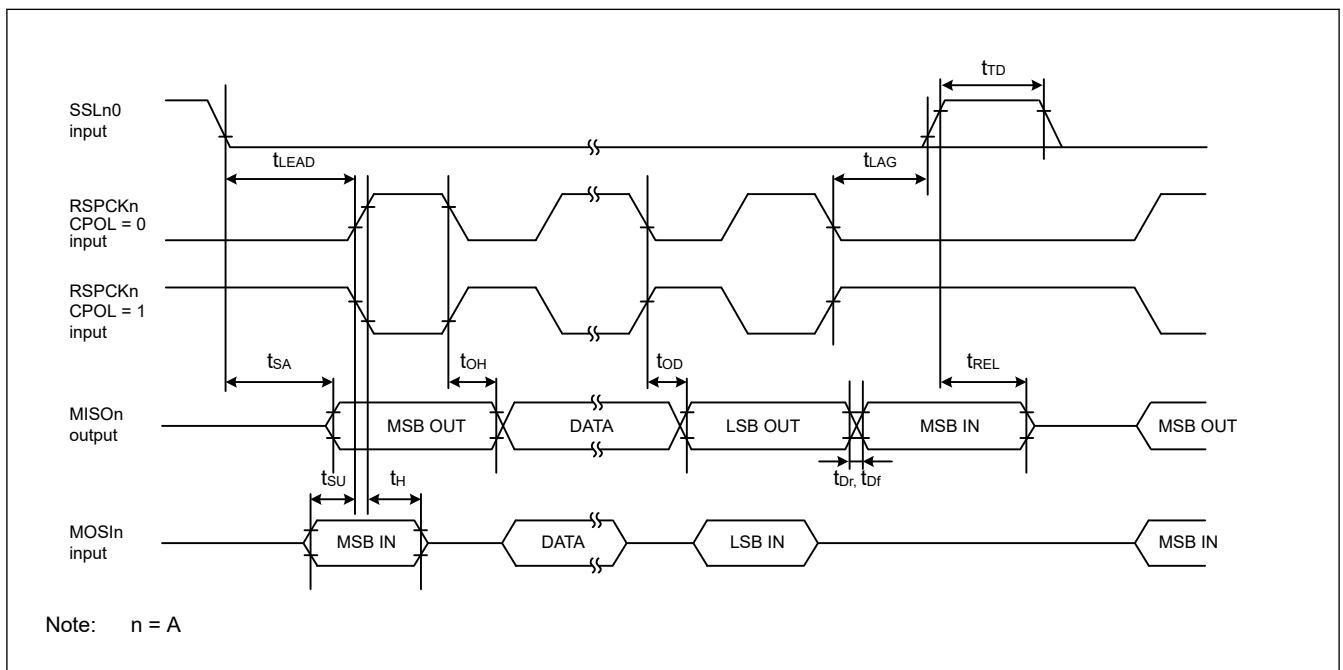 tTD
SSLn0
input
tLEAD
tLAG
RSPCKn
CPOL = 0
input
RSPCKn
CPOL = 1
input
tSA
tOH
tOD
tREL
MISOn
output
MSB OUT
DATA
LSB OUT
MSB IN
MSB OUT
tSU
tH
tDr, tDf
MOSIn
input
MSB IN
DATA
LSB IN
MSB IN
Note: n = A